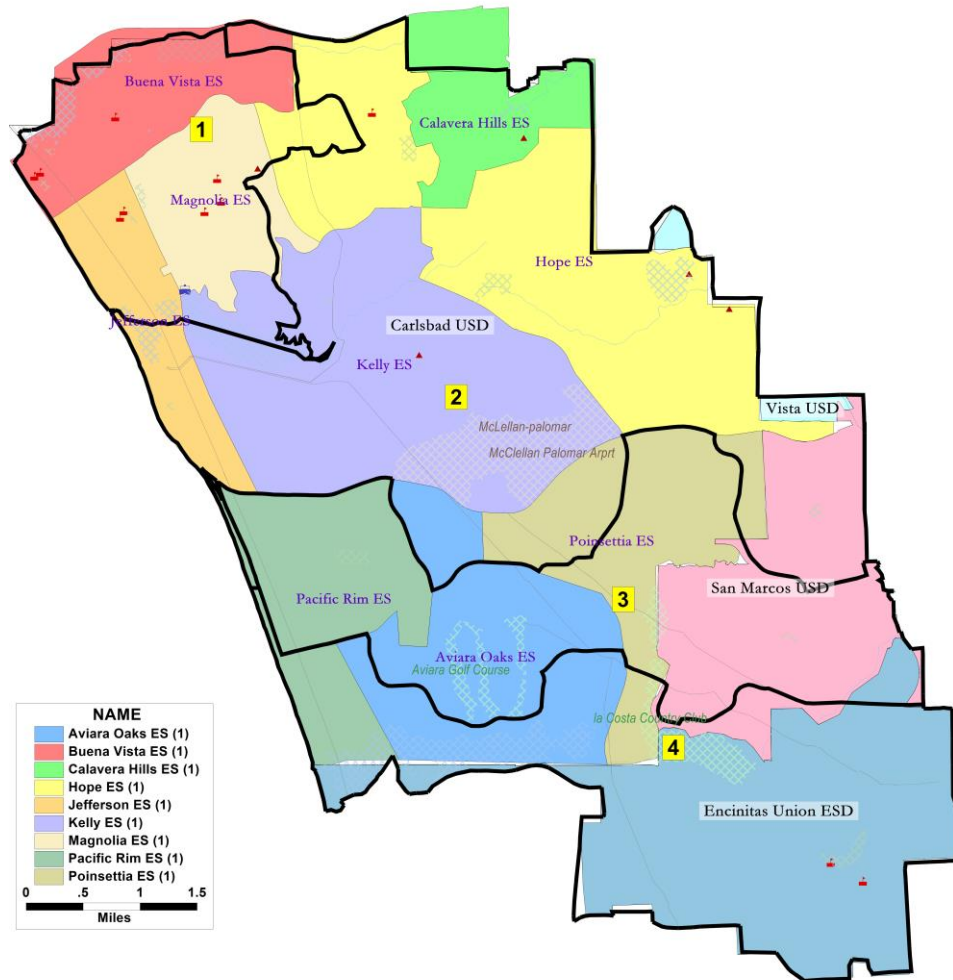 Buena Vista ES
1
Calavera Hills ES
Magnolia ES
Hope ES
Jefferson ES
Carlsbad USD
Kelly ES
2
Vista USD
McLellan-palomar
McClellan Palomar Arprt
Poinsettia ES
San Marcos USD
3
Pacific Rim ES
Aviara Oaks ES
Aviara Golf Course
la Costa Country Club
4
Encinitas Union ESD
NAME
Aviara Oaks ES (1)
Buena Vista ES (1)
Calavera Hills ES (1)
Hope ES (1)
Jefferson ES (1)
Kelly ES (1)
Magnolia ES (1)
Pacific Rim ES (1)
Poinsettia ES (1)
0 .5 1 1.5
Miles